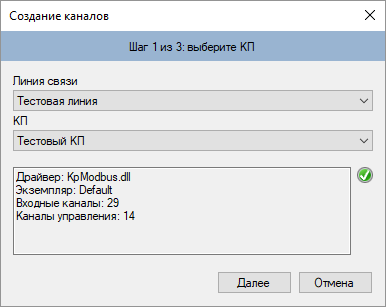 Создание каналов
Шаг 1 из 3: выберите КП
Линия связи
Тестовая линия
КП
Тестовый КП
Драйвер: KpModbus.dll
Экземпляр: Default
Входные каналы: 29
Каналы управления: 14
Далее
Отмена